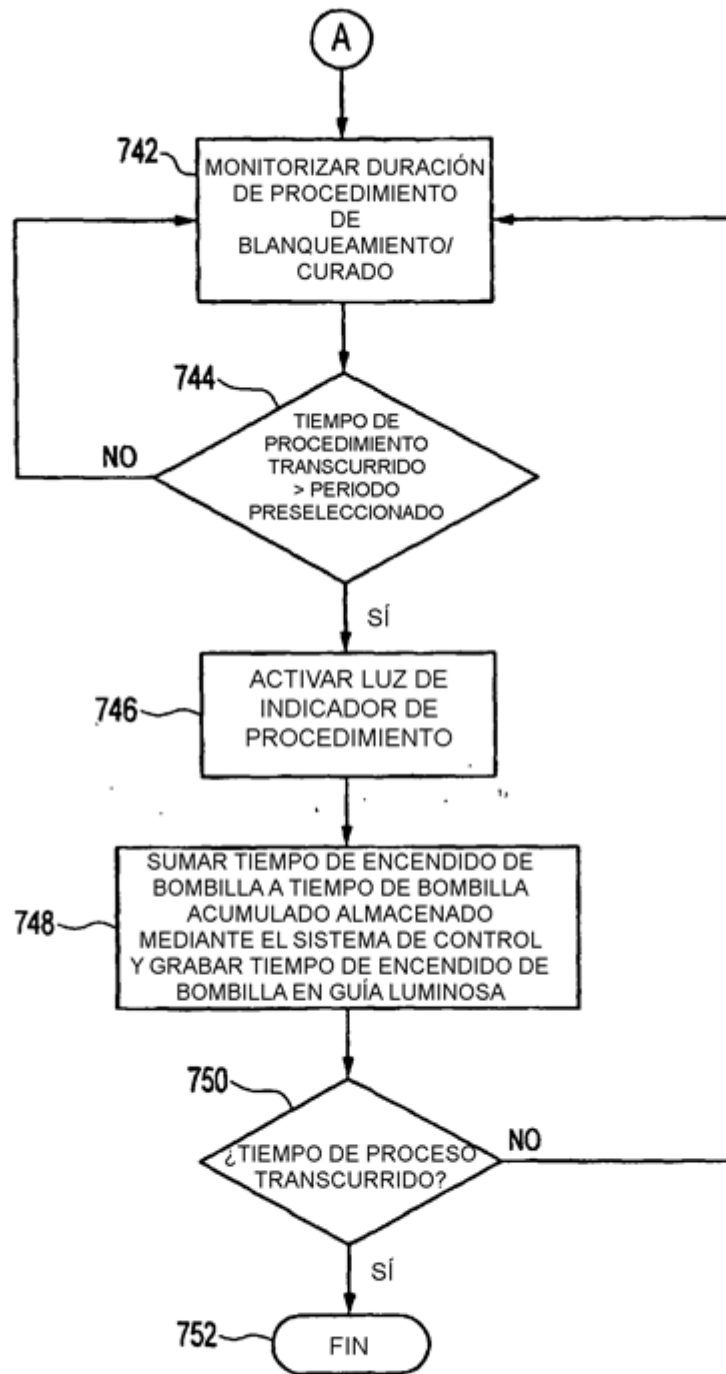 A
742
MONITORIZAR DURACIÓN
DE PROCEDIMIENTO
DE
BLANQUEAMIENTO/
CURADO
744
TIEMPO DE
PROCEDIMIENTO
TRANSCURRIDO
> PERIODO
PRESELECCIONADO
NO
SÍ
746
ACTIVAR LUZ DE
INDICADOR DE
PROCEDIMIENTO
748
SUMAR TIEMPO DE ENCENDIDO DE
BOMBILLA A TIEMPO DE BOMBILLA
ACUMULADO ALMACENADO
MEDIANTE EL SISTEMA DE CONTROL
Y GRABAR TIEMPO DE ENCENDIDO DE
BOMBILLA EN GUÍA LUMINOSA
750
¿TIEMPO DE PROCESO
TRANSCURRIDO?
NO
SÍ
752
FIN